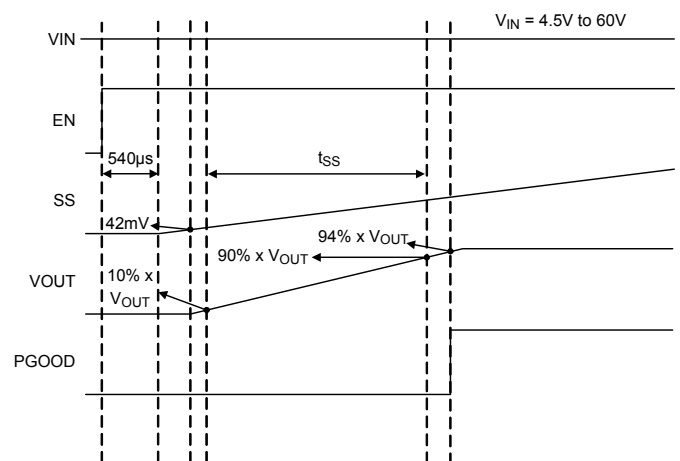 V_IN = 4.5V to 60V
VIN
EN
540µs
t_SS
SS
42mV
94% x V_OUT
90% x V_OUT
10% x
V_OUT
VOUT
PGOOD